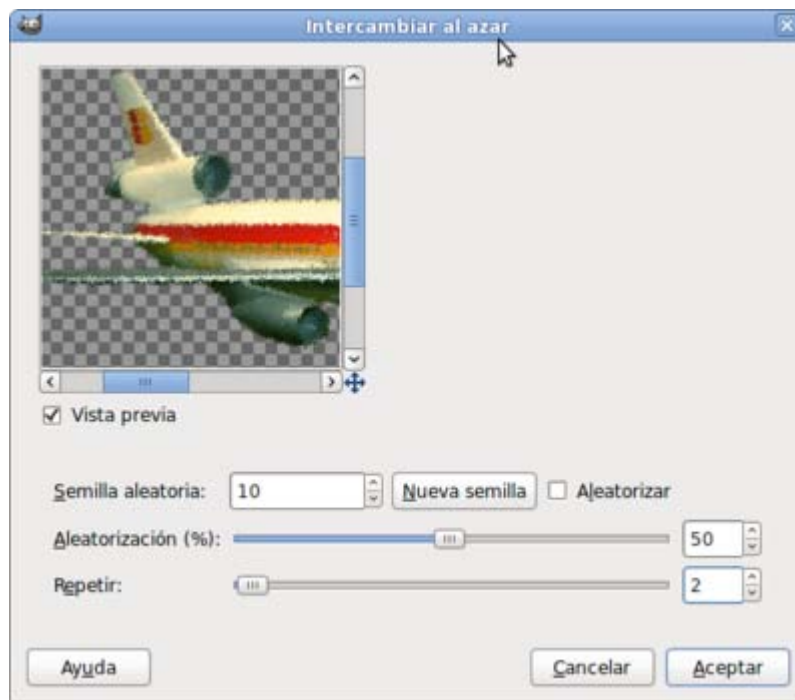 Intercambiar al azar
Vista previa
Semilla aleatoria: 10 Nueva semilla Aleatorizar
Aleatorización (%): 50
Repetir: 2
Ayuda Cancelar Aceptar